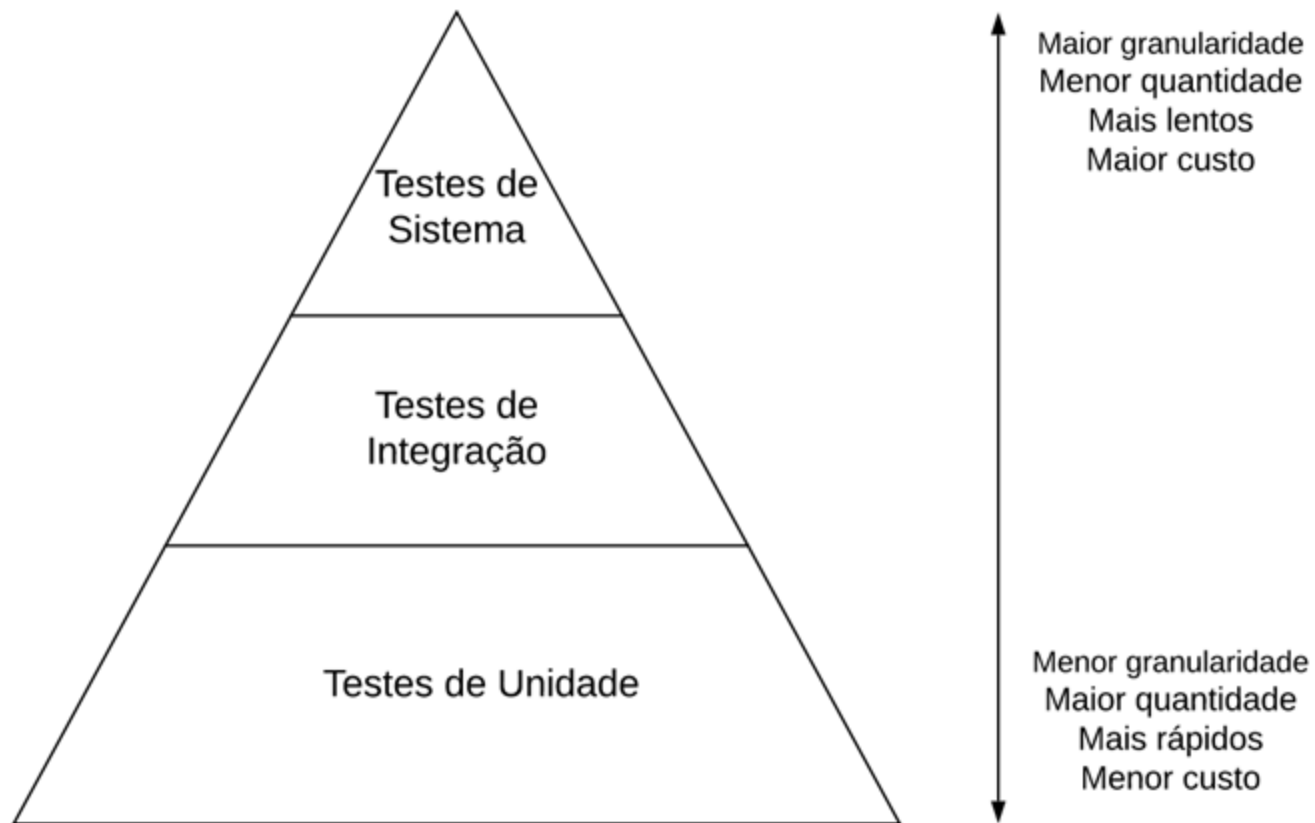 Maior granularidade
Menor quantidade
Mais lentos
Maior custo
Testes de
Sistema
Testes de
Integração
Testes de Unidade
Menor granularidade
Maior quantidade
Mais rápidos
Menor custo